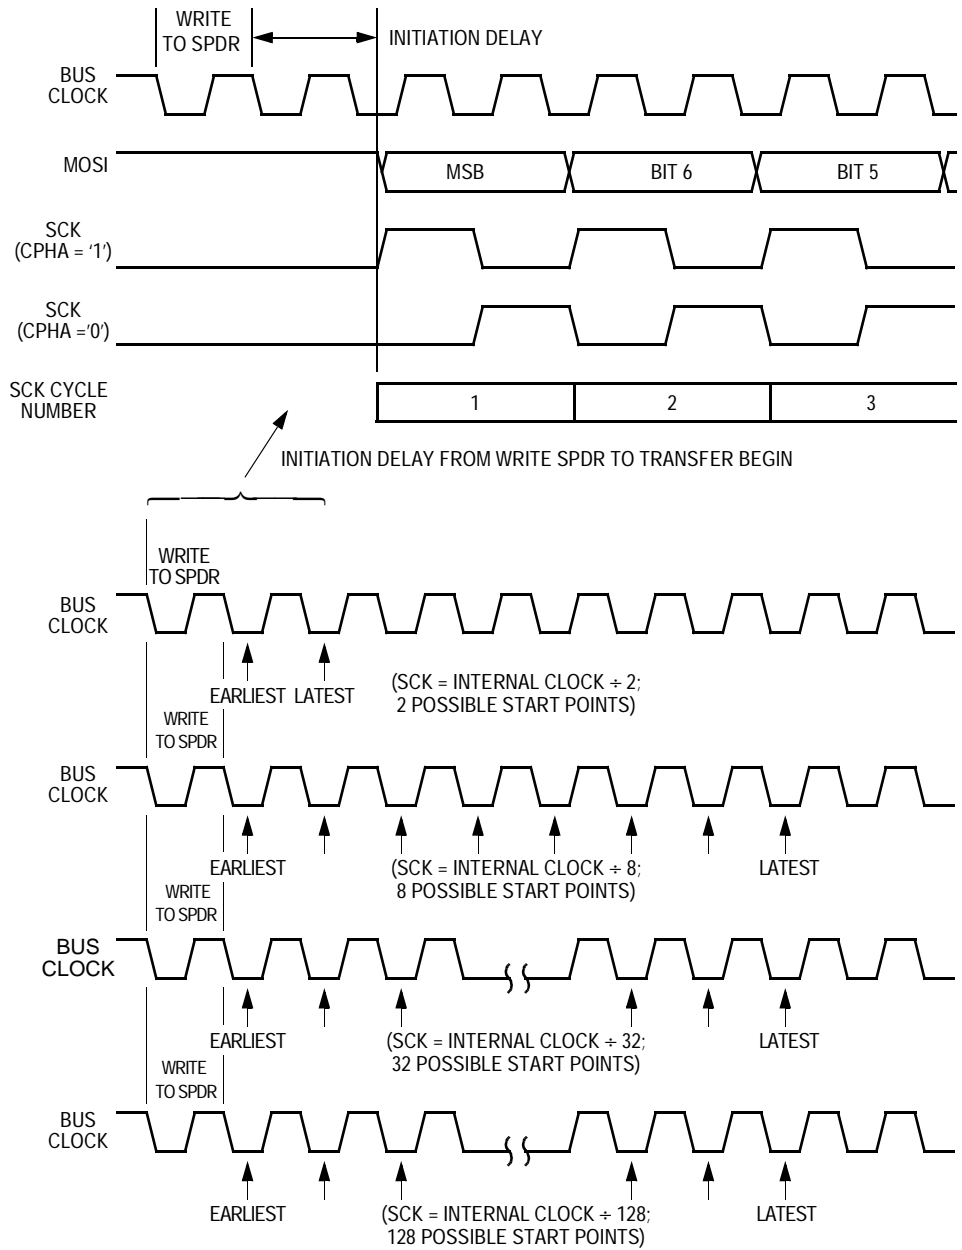 WRITE
TO SPDR
INITIATION DELAY
BUS
CLOCK
MOSI
MSB
BIT 6
BIT 5
SCK
(CPHA = ‘1’)
SCK
(CPHA =’0’)
SCK CYCLE
NUMBER
1
2
3
INITIATION DELAY FROM WRITE SPDR TO TRANSFER BEGIN
WRITE
TO SPDR
BUS
CLOCK
EARLIEST
LATEST
(SCK = INTERNAL CLOCK ÷ 2;
2 POSSIBLE START POINTS)
WRITE
TO SPDR
BUS
CLOCK
EARLIEST
(SCK = INTERNAL CLOCK ÷ 8;
8 POSSIBLE START POINTS)
LATEST
WRITE
TO SPDR
BUS
CLOCK
EARLIEST
(SCK = INTERNAL CLOCK ÷ 32;
32 POSSIBLE START POINTS)
LATEST
WRITE
TO SPDR
BUS
CLOCK
EARLIEST
(SCK = INTERNAL CLOCK ÷ 128;
128 POSSIBLE START POINTS)
LATEST